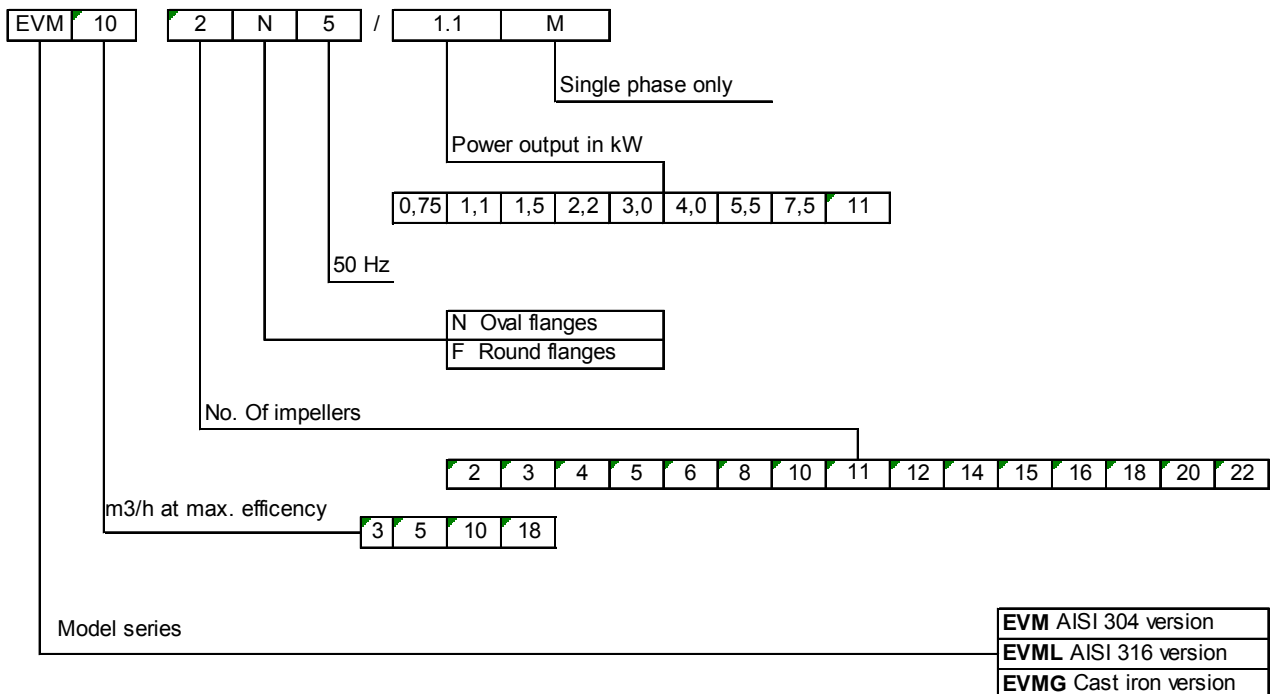 EVM 10 2 N 5 / 1.1 M
Single phase only
Power output in kW
0,75 1,1 1,5 2,2 3,0 4,0 5,5 7,5 11
50 Hz
N Oval flanges
F Round flanges
No. Of impellers
2 3 4 5 6 8 10 11 12 14 15 16 18 20 22
m3/h at max. efficency
3 5 10 18
Model series
EVM AISI 304 version
EVML AISI 316 version
EVMG Cast iron version